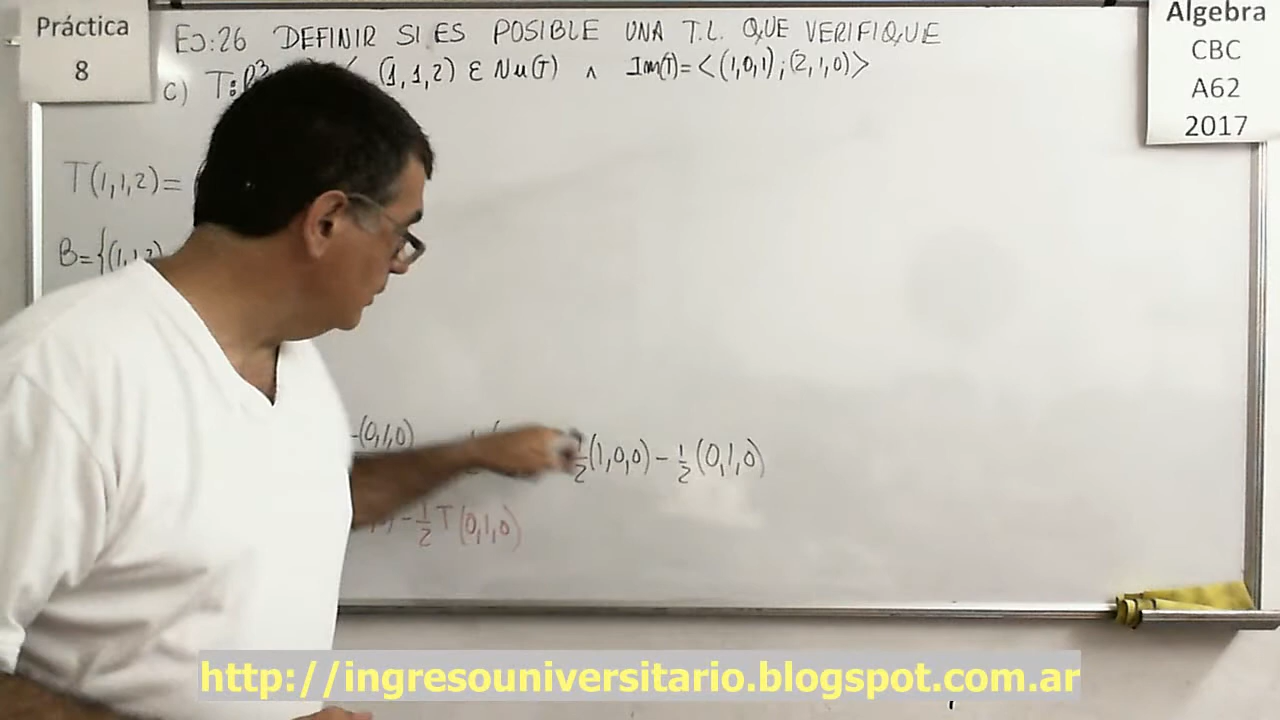 Práctica
8
EJ:26 DEFINIR SI ES POSIBLE UNA T.L. QUE VERIFIQUE
c) T: R³ (1,1,2) ∈ Nu(T) ∧ Im(T)=<(1,0,1);(2,1,0)>
Algebra
CBC
A62
2017
T(1,1,2)=
B={(1,1,2)
-(0,1,0)
1/2(1,0,0)-1/2(0,1,0)
-1/2T(0,1,0)
http://ingresouniversitario.blogspot.com.ar